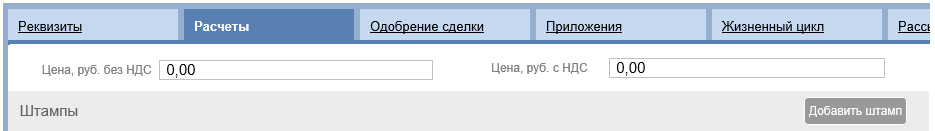 Реквизиты Расчеты Одобрение сделки Приложения Жизненный цикл
Цена, руб. без НДС 0,00 Цена, руб. с НДС 0,00
Штампы Добавить штамп